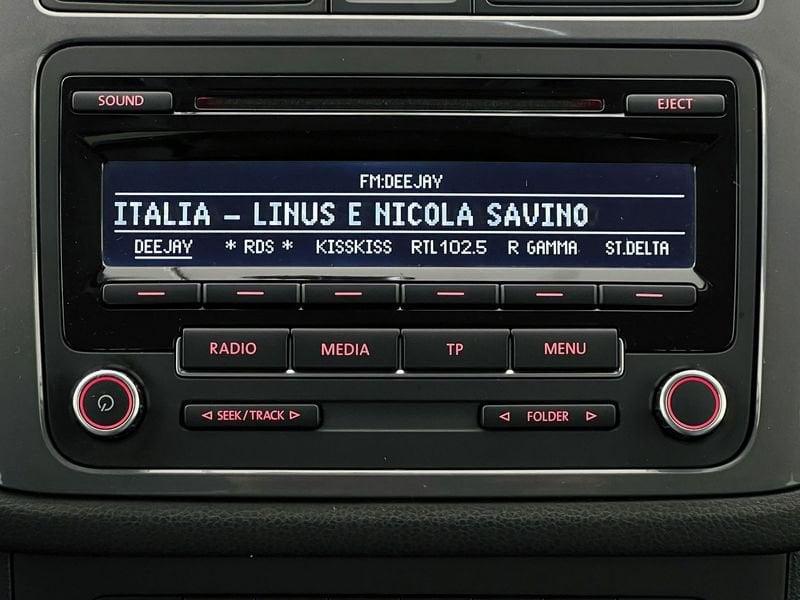 SOUND EJECT
FM:DEEJAY
ITALIA - LINUS E NICOLA SAVINO
DEEJAY * RDS * KISSKISS RTL102.5 R GAMMA ST.DELTA
RADIO MEDIA TP MENU
SEEK/TRACK FOLDER